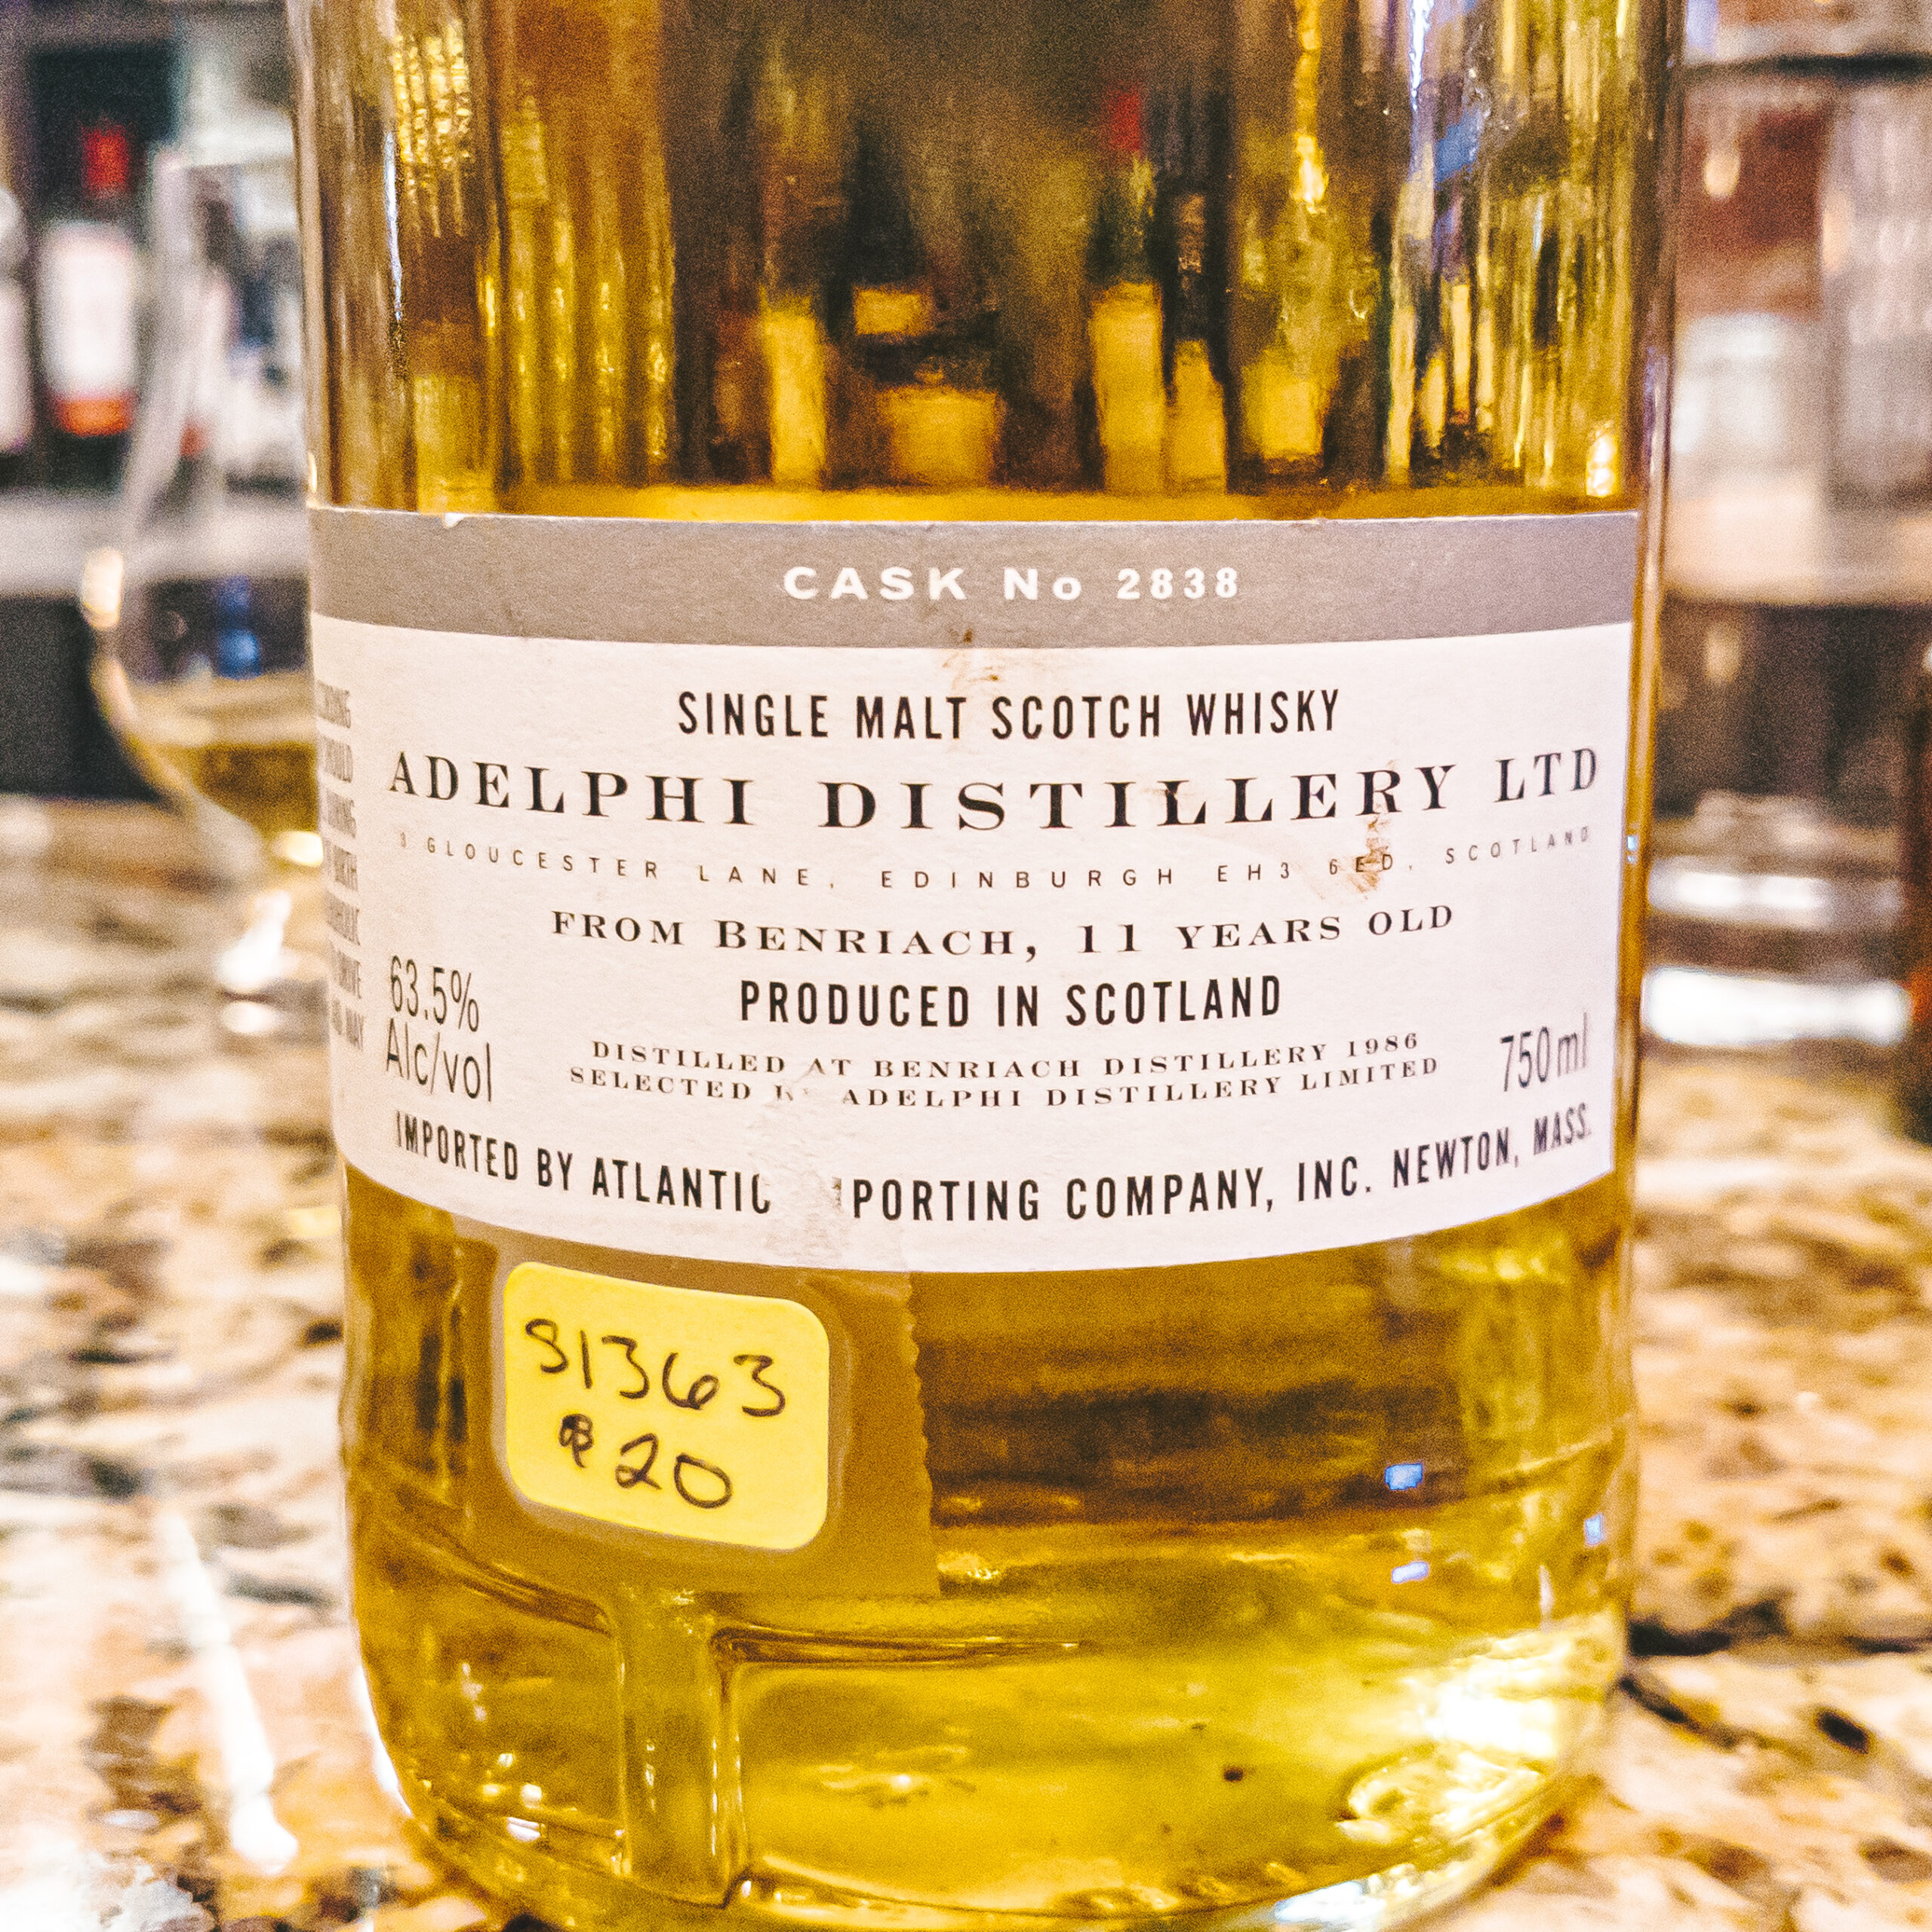 CASK No 2838
SINGLE MALT SCOTCH WHISKY
ADELPHI DISTILLERY LTD
3 GLOUCESTER LANE, EDINBURGH EH3 6ED, SCOTLAND
FROM BENRIACH, 11 YEARS OLD
63.5%
Alc/vol
PRODUCED IN SCOTLAND
DISTILLED AT BENRIACH DISTILLERY 1986
SELECTED ADELPHI DISTILLERY LIMITED
750ml
IMPORTED BY ATLANTIC PORTING COMPANY, INC. NEWTON, MASS.
S1363
$20